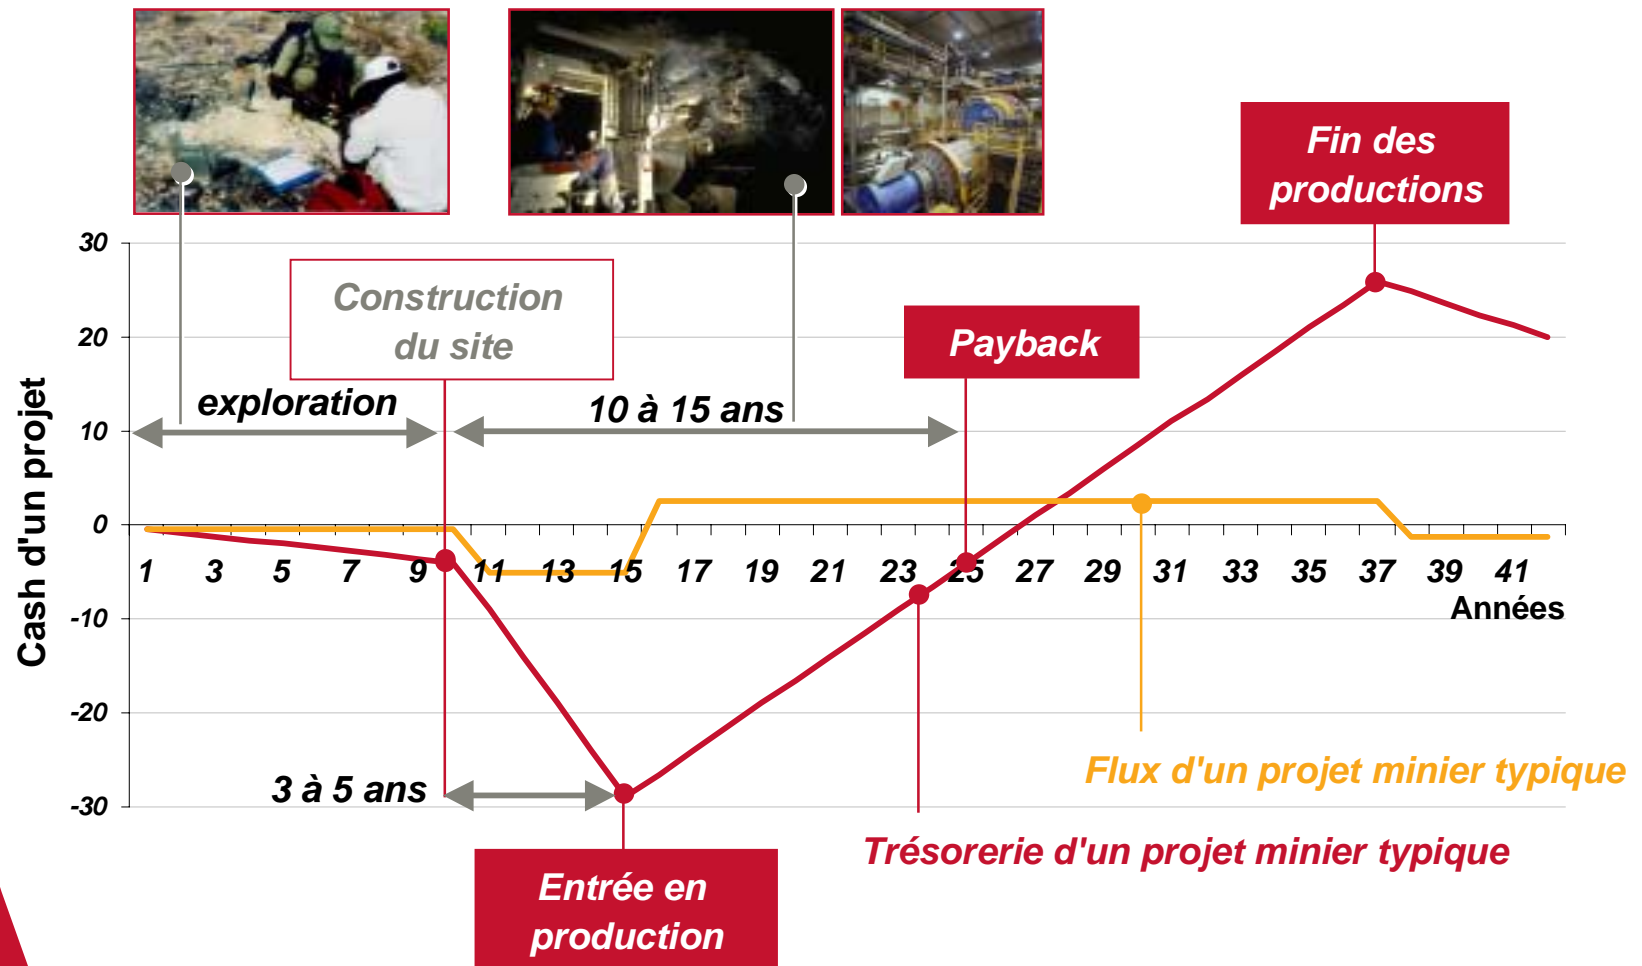 Fin des
productions
30
Construction
du site
20
Payback
exploration
10 à 15 ans
10
Cash d'un projet
0
1 3 5 7 9 11 13 15 17 19 21 23 25 27 29 31 33 35 37 39 41
Années
-10
-20
Flux d'un projet minier typique
3 à 5 ans
-30
Trésorerie d'un projet minier typique
Entrée en
production